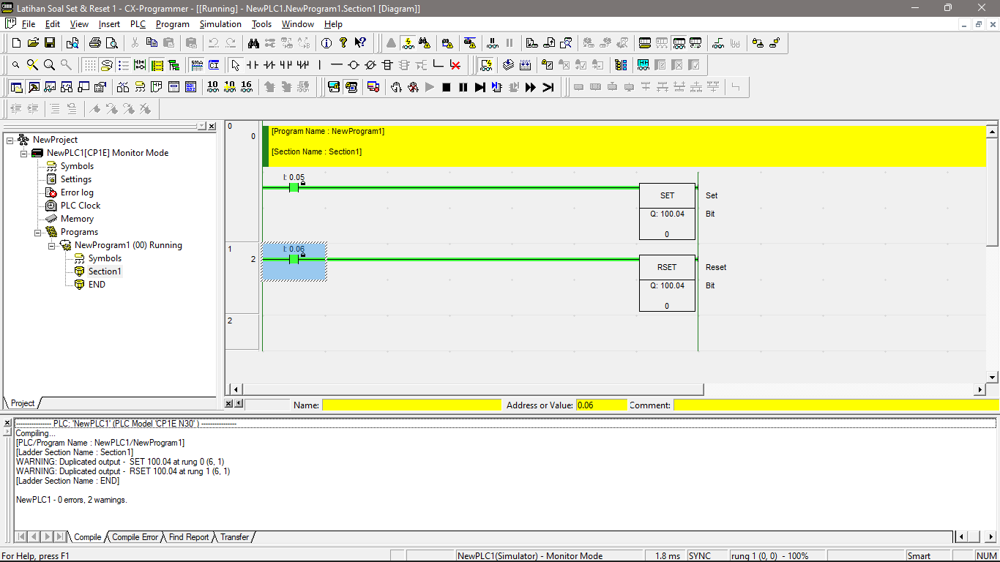 Latihan Soal Set & Reset 1 - CX-Programmer - [[Running] - NewPLC1.NewProgram1.Section1 [Diagram]]
File Edit View Insert PLC Program Simulation Tools Window Help
SMA CI
10 10 16
NewProject
NewPLC1[CP1E] Monitor Mode
Symbols
Settings
Error log
PLC Clock
Memory
Programs
NewProgram1 (00) Running
Symbols
Section1
END
Project
0
0
[Program Name : NewProgram1]
[Section Name : Section1]
I: 0.05
SET
Set
Q: 100.04
Bit
0
1
2
I: 0.06
RSET
Reset
Q: 100.04
Bit
0
2
Name: Address or Value: 0.06 Comment:
---------------- PLC: 'NewPLC1' (PLC Model 'CP1E N30' ) ----------------
Compiling...
[PLC/Program Name : NewPLC1/NewProgram1]
[Ladder Section Name : Section1]
WARNING: Duplicated output - SET 100.04 at rung 0 (6, 1)
WARNING: Duplicated output - RSET 100.04 at rung 1 (6, 1)
[Ladder Section Name : END]
NewPLC1 - 0 errors, 2 warnings.
Compile Compile Error Find Report Transfer
For Help, press F1 NewPLC1(Simulator) - Monitor Mode 1.8 ms SYNC rung 1 (0, 0) - 100% Smart NUM